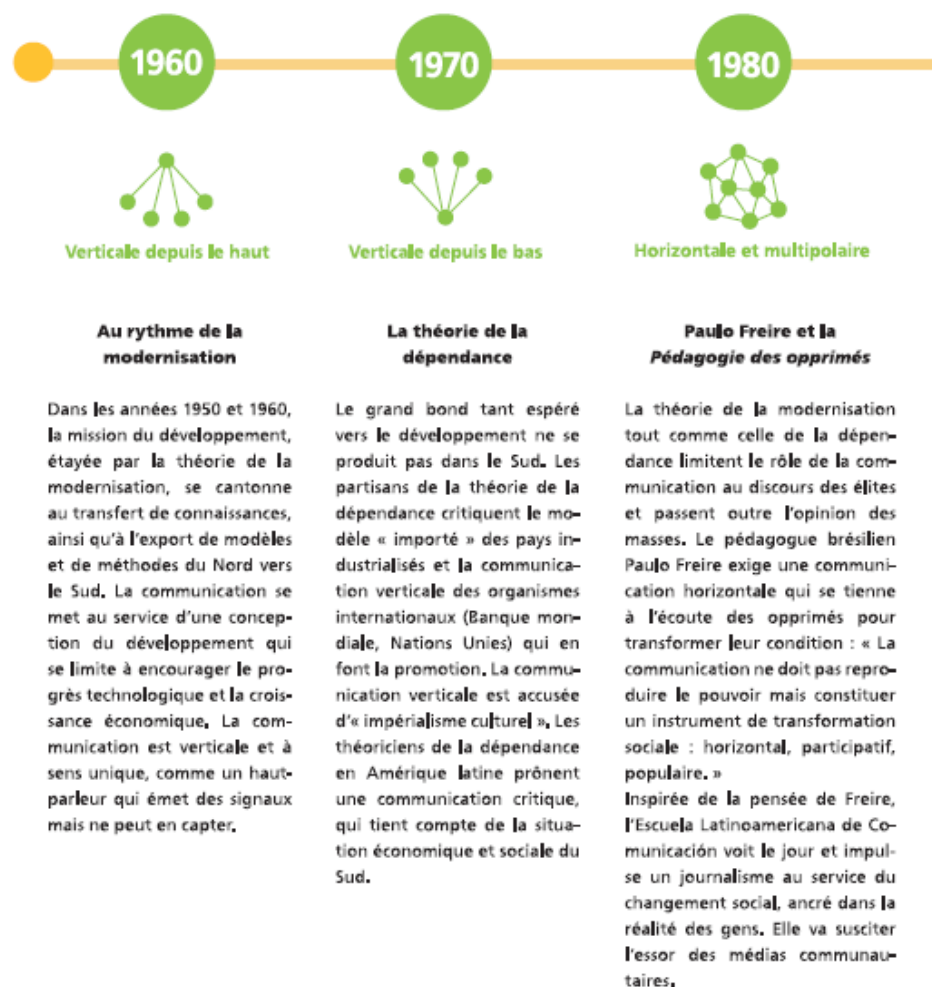 1960
Verticale depuis le haut
Au rythme de la
modernisation
Dans les années 1950 et 1960,
la mission du développement,
étayée par la théorie de la
modernisation, se cantonne
au transfert de connaissances,
ainsi qu'à l'export de modèles
et de méthodes du Nord vers
le Sud. La communication se
met au service d'une concep-
tion du développement qui
se limite à encourager le pro-
grès technologique et la crois-
sance économique. La com-
munication est verticale et à
sens unique, comme un haut-
parleur qui émet des signaux
mais ne peut en capter.
1970
Verticale depuis le bas
La théorie de la
dépendance
Le grand bond tant espéré
vers le développement ne se
produit pas dans le Sud. Les
partisans de la théorie de la
dépendance critiquent le mo-
dèle « importé » des pays in-
dustrialisés et la communica-
tion verticale des organismes
internationaux (Banque mon-
diale, Nations Unies) qui en
font la promotion. La commu-
nication verticale est accusée
d'« impérialisme culturel ». Les
théoriciens de la dépendance
en Amérique latine prônent
une communication critique,
qui tient compte de la situa-
tion économique et sociale du
Sud.
1980
Horizontale et multipolaire
Paulo Freire et la
Pédagogie des opprimés
La théorie de la modernisation
tout comme celle de la dépen-
dance limitent le rôle de la com-
munication au discours des élites
et passent outre l'opinion des
masses. Le pédagogue brésilien
Paulo Freire exige une communi-
cation horizontale qui se tienne
à l'écoute des opprimés pour
transformer leur condition : « La
communication ne doit pas repro-
duire le pouvoir mais constituer
un instrument de transformation
sociale : horizontal, participatif,
populaire. »
Inspirée de la pensée de Freire,
l'Escuela Latinoamericana de Co-
municación voit le jour et impul-
se un journalisme au service du
changement social, ancré dans la
réalité des gens. Elle va susciter
l'essor des médias communau-
taires.